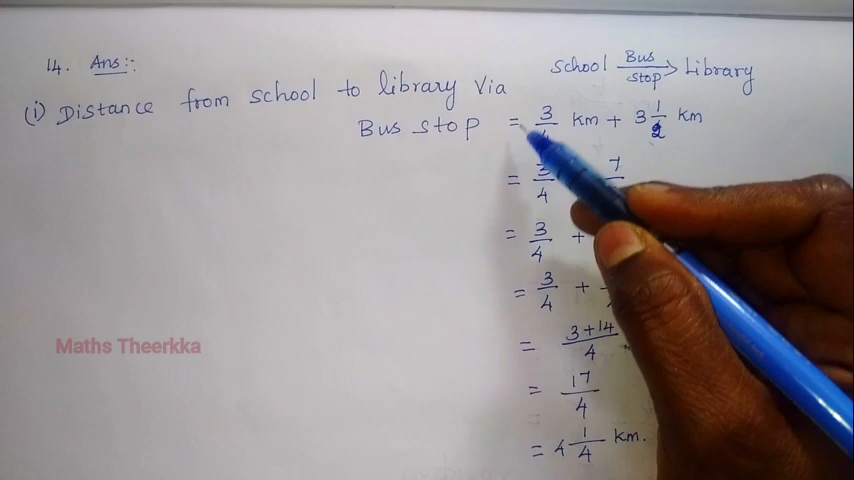 14. Ans:-
School Bus stop Library
(i) Distance from school to library Via
Bus stop = 3/4 km + 3 1/2 km
= 3/4 7
= 3/4 +
= 3/4 +
= 3+14/4
= 17/4
= 4 1/4 km.
Maths Theerkka